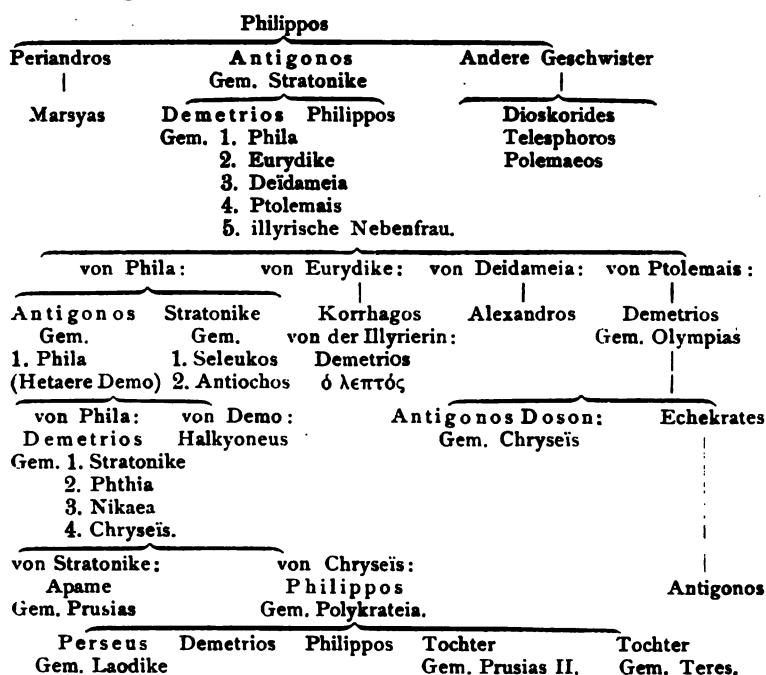 Philippos
Periandros Antigonos Andere Geschwister
Gem. Stratonike
Marsyas Demetrios Philippos Dioskorides
Gem. 1. Phila Telesphoros
2. Eurydike Polemaeos
3. Deïdameia
4. Ptolemais
5. illyrische Nebenfrau.
von Phila: von Eurydike: von Deidameia: von Ptolemais:
Antigonos Stratonike Korrhagos Alexandros Demetrios
Gem. Gem. von der Illyrierin: Gem. Olympias
1. Phila 1. Seleukos Demetrios
(Hetaere Demo) 2. Antiochos ὁ λεπτός
von Phila: von Demo: Antigonos Doson: Echekrates
Demetrios Halkyoneus Gem. Chryseïs
Gem. 1. Stratonike
2. Phthia
3. Nikaea
4. Chryseïs.
von Stratonike: von Chryseïs:
Apame Philippos Antigonos
Gem. Prusias Gem. Polykrateia.
Perseus Demetrios Philippos Tochter Tochter
Gem. Laodike Gem. Prusias II. Gem. Teres.